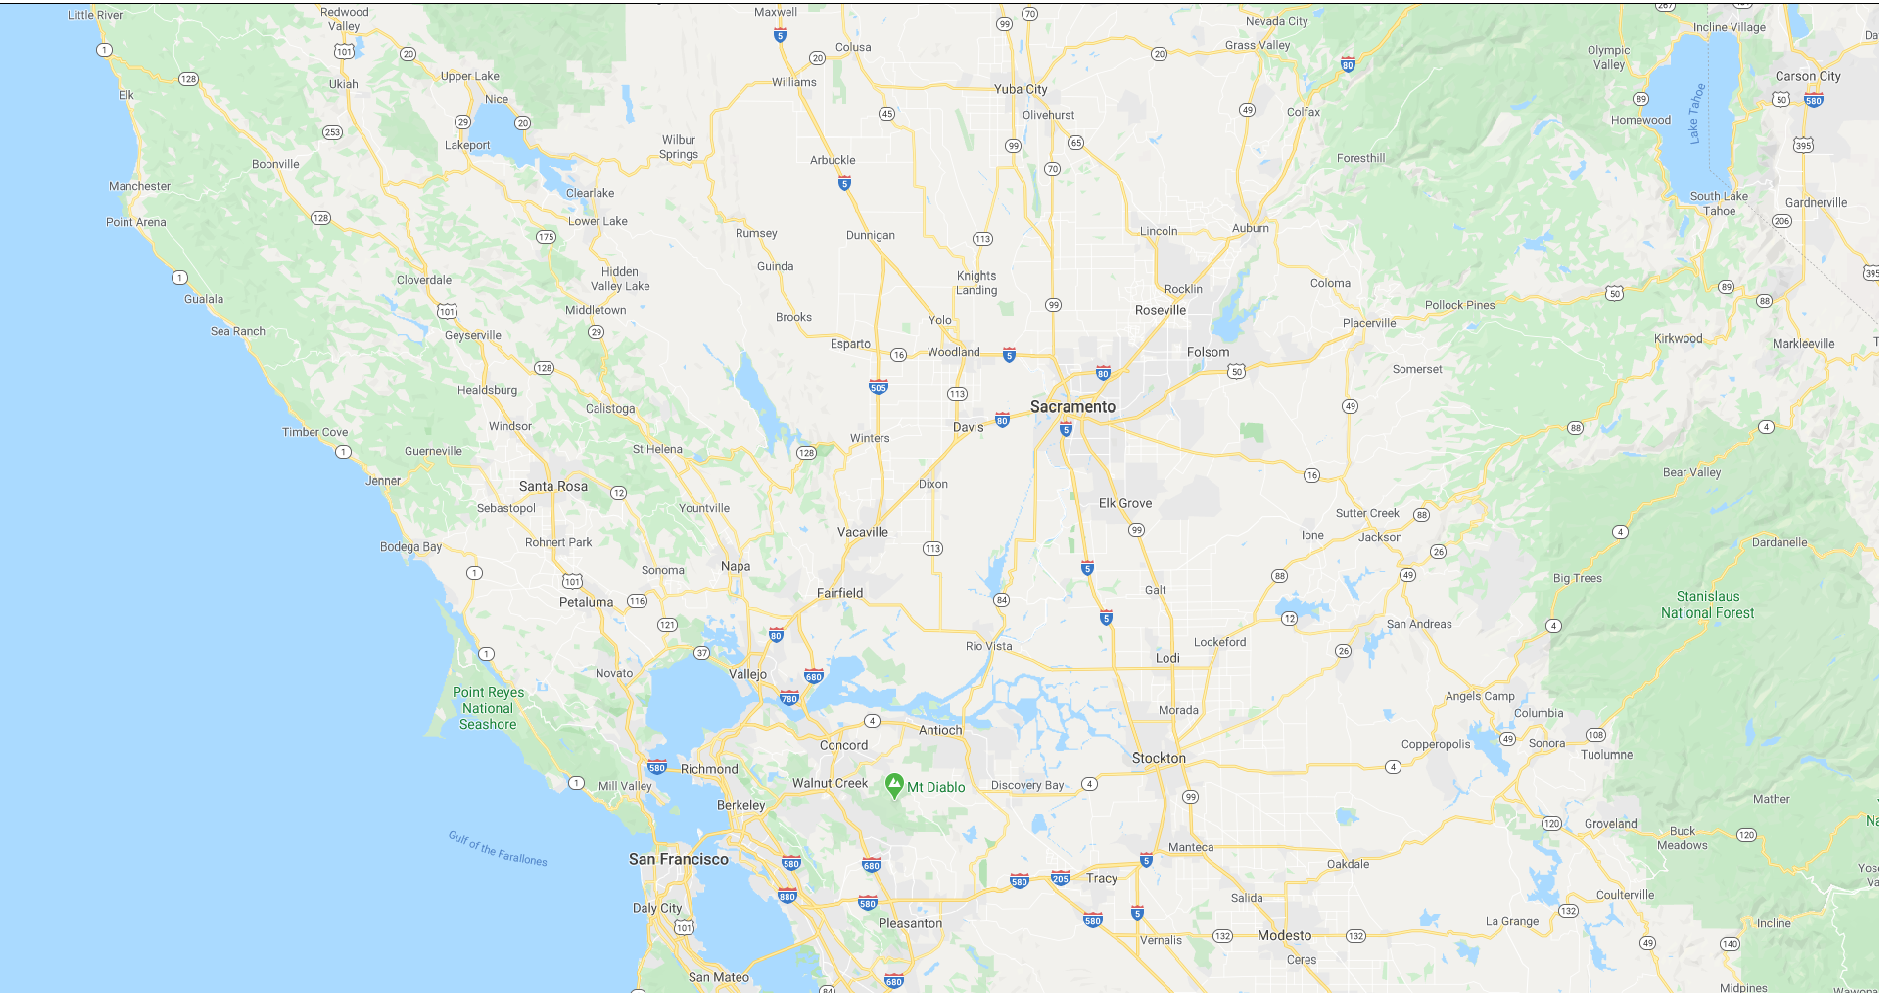 Little River
Redwood
Valley
Maxwell
70
99
Nevada City
267
Incline Village
Grass Valley
Colusa
5
1
101
20
20
20
80
Olympic
Valley
128
Ukiah
Upper Lake
Williams
Yuba City
Carson City
Elk
Nice
89
50
580
29
20
45
Olivehurst
49
Colfax
Homewood
Lake Tahoe
253
Lakeport
Wilbur
Springs
99
65
395
Boonville
Arbuckle
70
Foresthill
Manchester
Clearlake
5
South Lake
Tahoe
Gardnerville
Point Arena
128
Lower Lake
206
175
Rumsey
Dunnigan
113
Lincoln
Auburn
1
Cloverdale
Hidden
Valley Lake
Guinda
Knights
Landing
Coloma
395
Gualala
Rocklin
50
89
88
101
Middletown
99
Roseville
Pollock Pines
Sea Ranch
Geyserville
29
Brooks
Yolo
Placerville
Esparto
16
Woodland
5
Folsom
Kirkwood
Markleeville
128
80
50
Somerset
Healdsburg
505
113
Calistoga
Sacramento
49
Timber Cove
Windsor
Davis
80
5
88
4
1
Guerneville
St Helena
128
Winters
Jenner
Santa Rosa
12
Dixon
16
Bear Valley
Sebastopol
Yountville
Elk Grove
Sutter Creek
88
Vacaville
99
Ione
Jackson
4
Bodega Bay
Rohnert Park
113
26
Dardanelle
1
101
Sonoma
Napa
5
88
49
Big Trees
Petaluma
116
Fairfield
84
Galt
Stanislaus
National Forest
121
80
5
12
San Andreas
4
1
37
Rio Vista
Lockeford
26
Novato
Vallejo
680
Lodi
Point Reyes
National
Seashore
780
Angels Camp
4
Antioch
Morada
Columbia
Concord
49
Sonora
108
Copperopolis
Tuolumne
580
Richmond
Stockton
4
1
Mill Valley
Walnut Creek
Mt Diablo
Discovery Bay
4
99
Berkeley
Mather
Gulf of the Farallones
120
Groveland
Buck
Meadows
120
San Francisco
580
680
Manteca
5
Oakdale
880
580
580
205
Tracy
Salida
Coulterville
Daly City
101
Pleasanton
580
5
La Grange
132
Incline
Vernalis
132
Modesto
132
49
140
San Mateo
680
Ceres
84
Midpines
Wawona